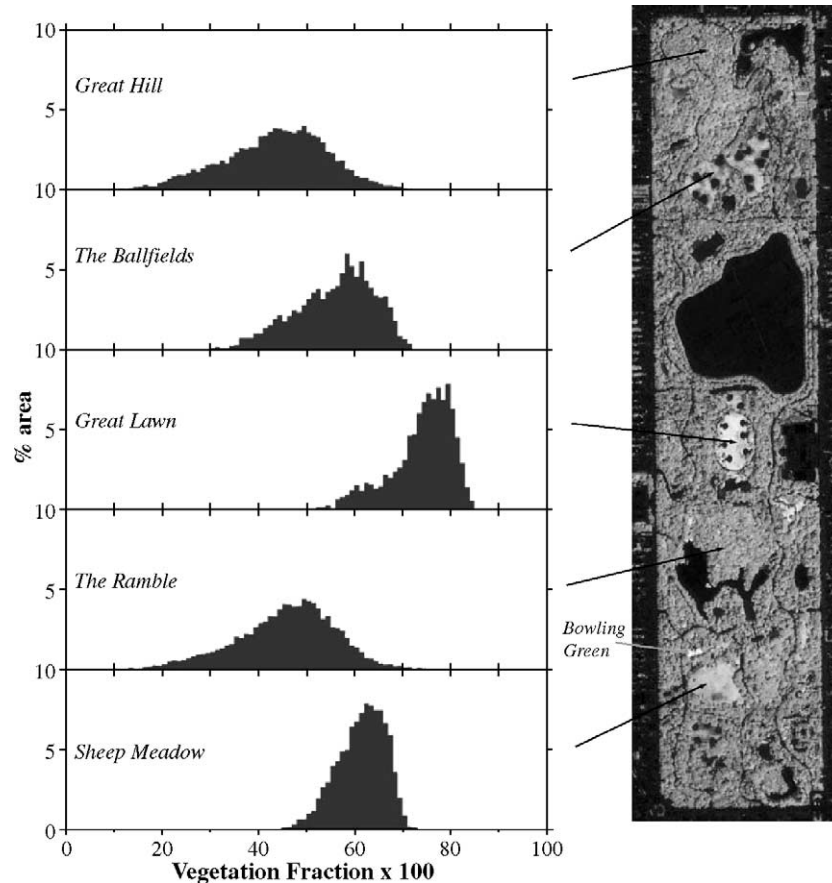 10
Great Hill
5
10
The Ballfields
5
10
Great Lawn
5
% area
10
The Ramble
5
10
Sheep Meadow
5
0
0 20 40 60 80 100
Vegetation Fraction x 100
Bowling
Green